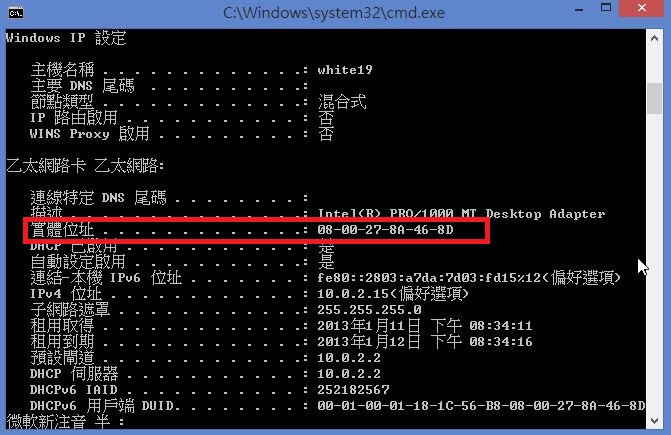 C:\Windows\system32\cmd.exe
Windows IP 設定
主機名稱 . . . . . . . . . . . . .: white19
主要 DNS 尾碼 . . . . . . . . . . .:
節點類型 . . . . . . . . . . . . .: 混合式
IP 路由啟用 . . . . . . . . . . . .: 否
WINS Proxy 啟用 . . . . . . . . . .: 否
乙太網路卡 乙太網路:
連線特定 DNS 尾碼 . . . . . . . . .:
描述 . . . . . . . . . . . . . . .: Intel(R) PRO/1000 MT Desktop Adapter
實體位址 . . . . . . . . . . . . .: 08-00-27-8A-46-8D
DHCP 已啟用 . . . . . . . . . . . .: 是
自動設定啟用 . . . . . . . . . . .: 是
連結-本機 IPv6 位址 . . . . . . . .: fe80::2803:a7da:7d03:fd15%12(偏好選項)
IPv4 位址 . . . . . . . . . . . . .: 10.0.2.15(偏好選項)
子網路遮罩 . . . . . . . . . . . .: 255.255.255.0
租用取得 . . . . . . . . . . . . .: 2013年1月11日 下午 08:34:11
租用到期 . . . . . . . . . . . . .: 2013年1月12日 下午 08:34:16
預設閘道 . . . . . . . . . . . . .: 10.0.2.2
DHCP 伺服器 . . . . . . . . . . . .: 10.0.2.2
DHCPv6 IAID . . . . . . . . . . . .: 252182567
DHCPv6 用戶端 DUID. . . . . . . . .: 00-01-00-01-18-1C-56-B8-08-00-27-8A-46-8D
微軟新注音 半 :